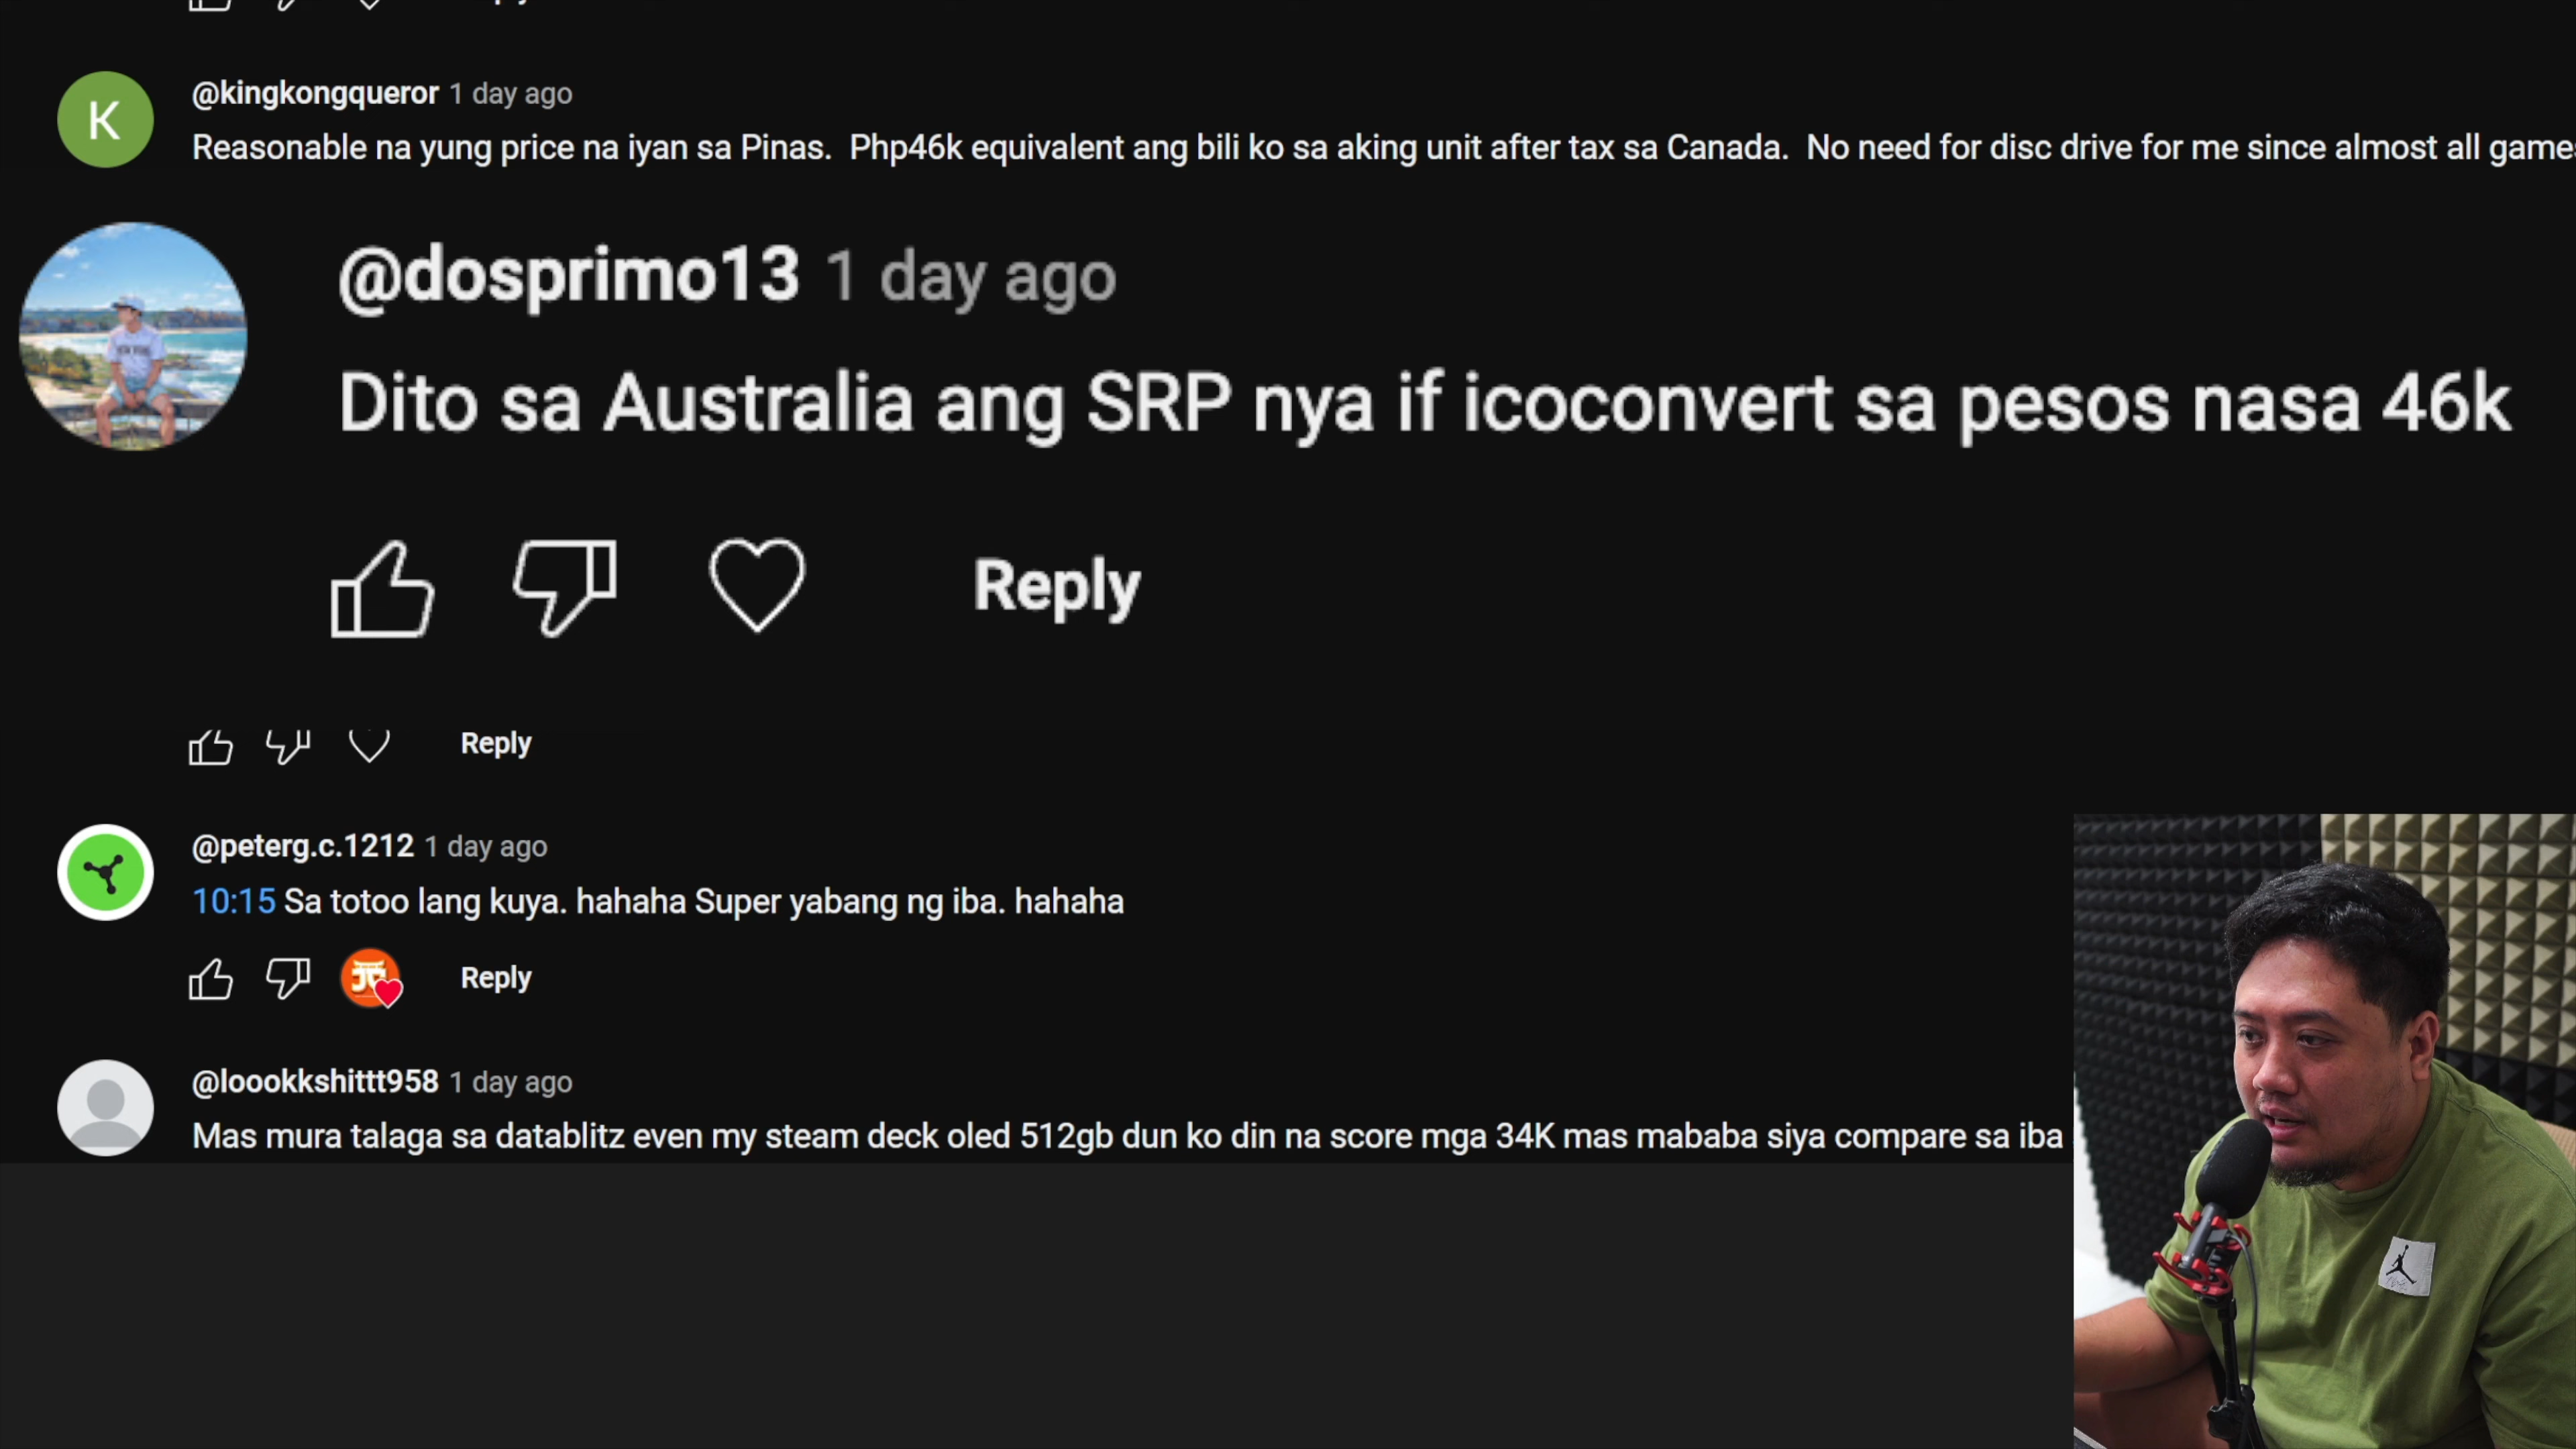 @kingkongqueror 1 day ago
K
Reasonable na yung price na iyan sa Pinas.  Php46k equivalent ang bili ko sa aking unit after tax sa Canada.  No need for disc drive for me since almost all
@dosprimo13 1 day ago
Dito sa Australia ang SRP nya if icoconvert sa pesos nasa 46k
Reply
Reply
@peterg.c.1212 1 day ago
10:15 Sa totoo lang kuya. hahaha Super yabang ng iba. hahaha
Reply
@loookkshittt958 1 day ago
Mas mura talaga sa datablitz even my steam deck oled 512gb dun ko din na score mga 34K mas mababa siya compare sa iba